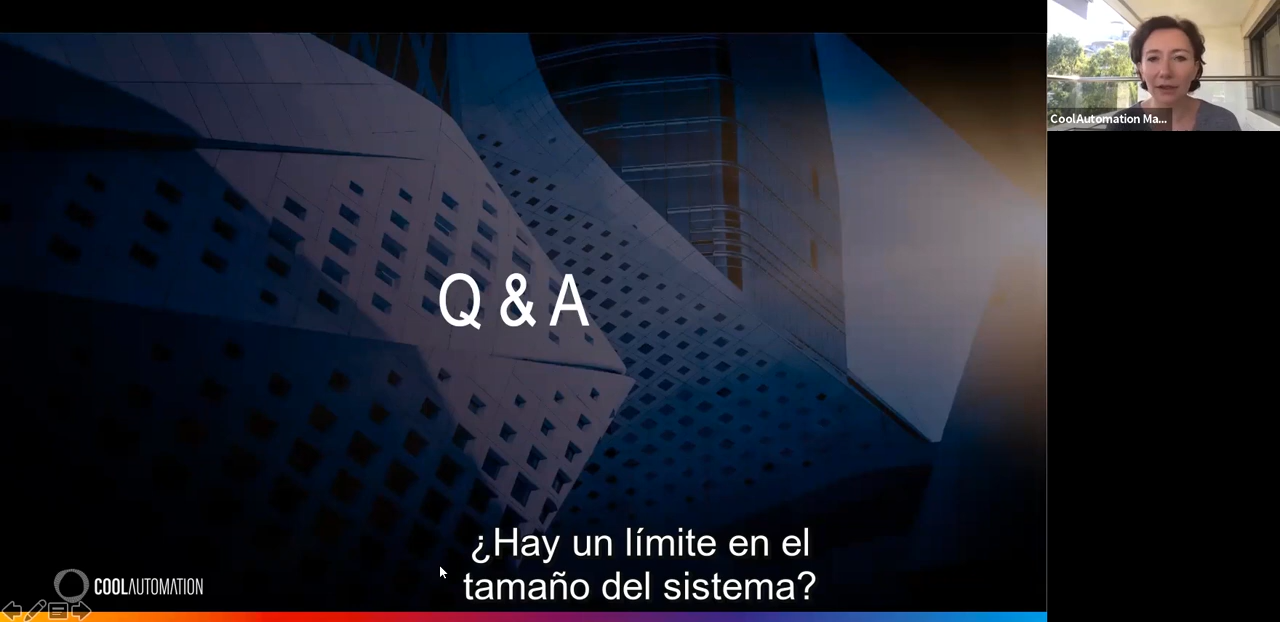 CoolAutomation Ma...
Q & A
¿Hay un límite en el
tamaño del sistema?
COOLAUTOMATION